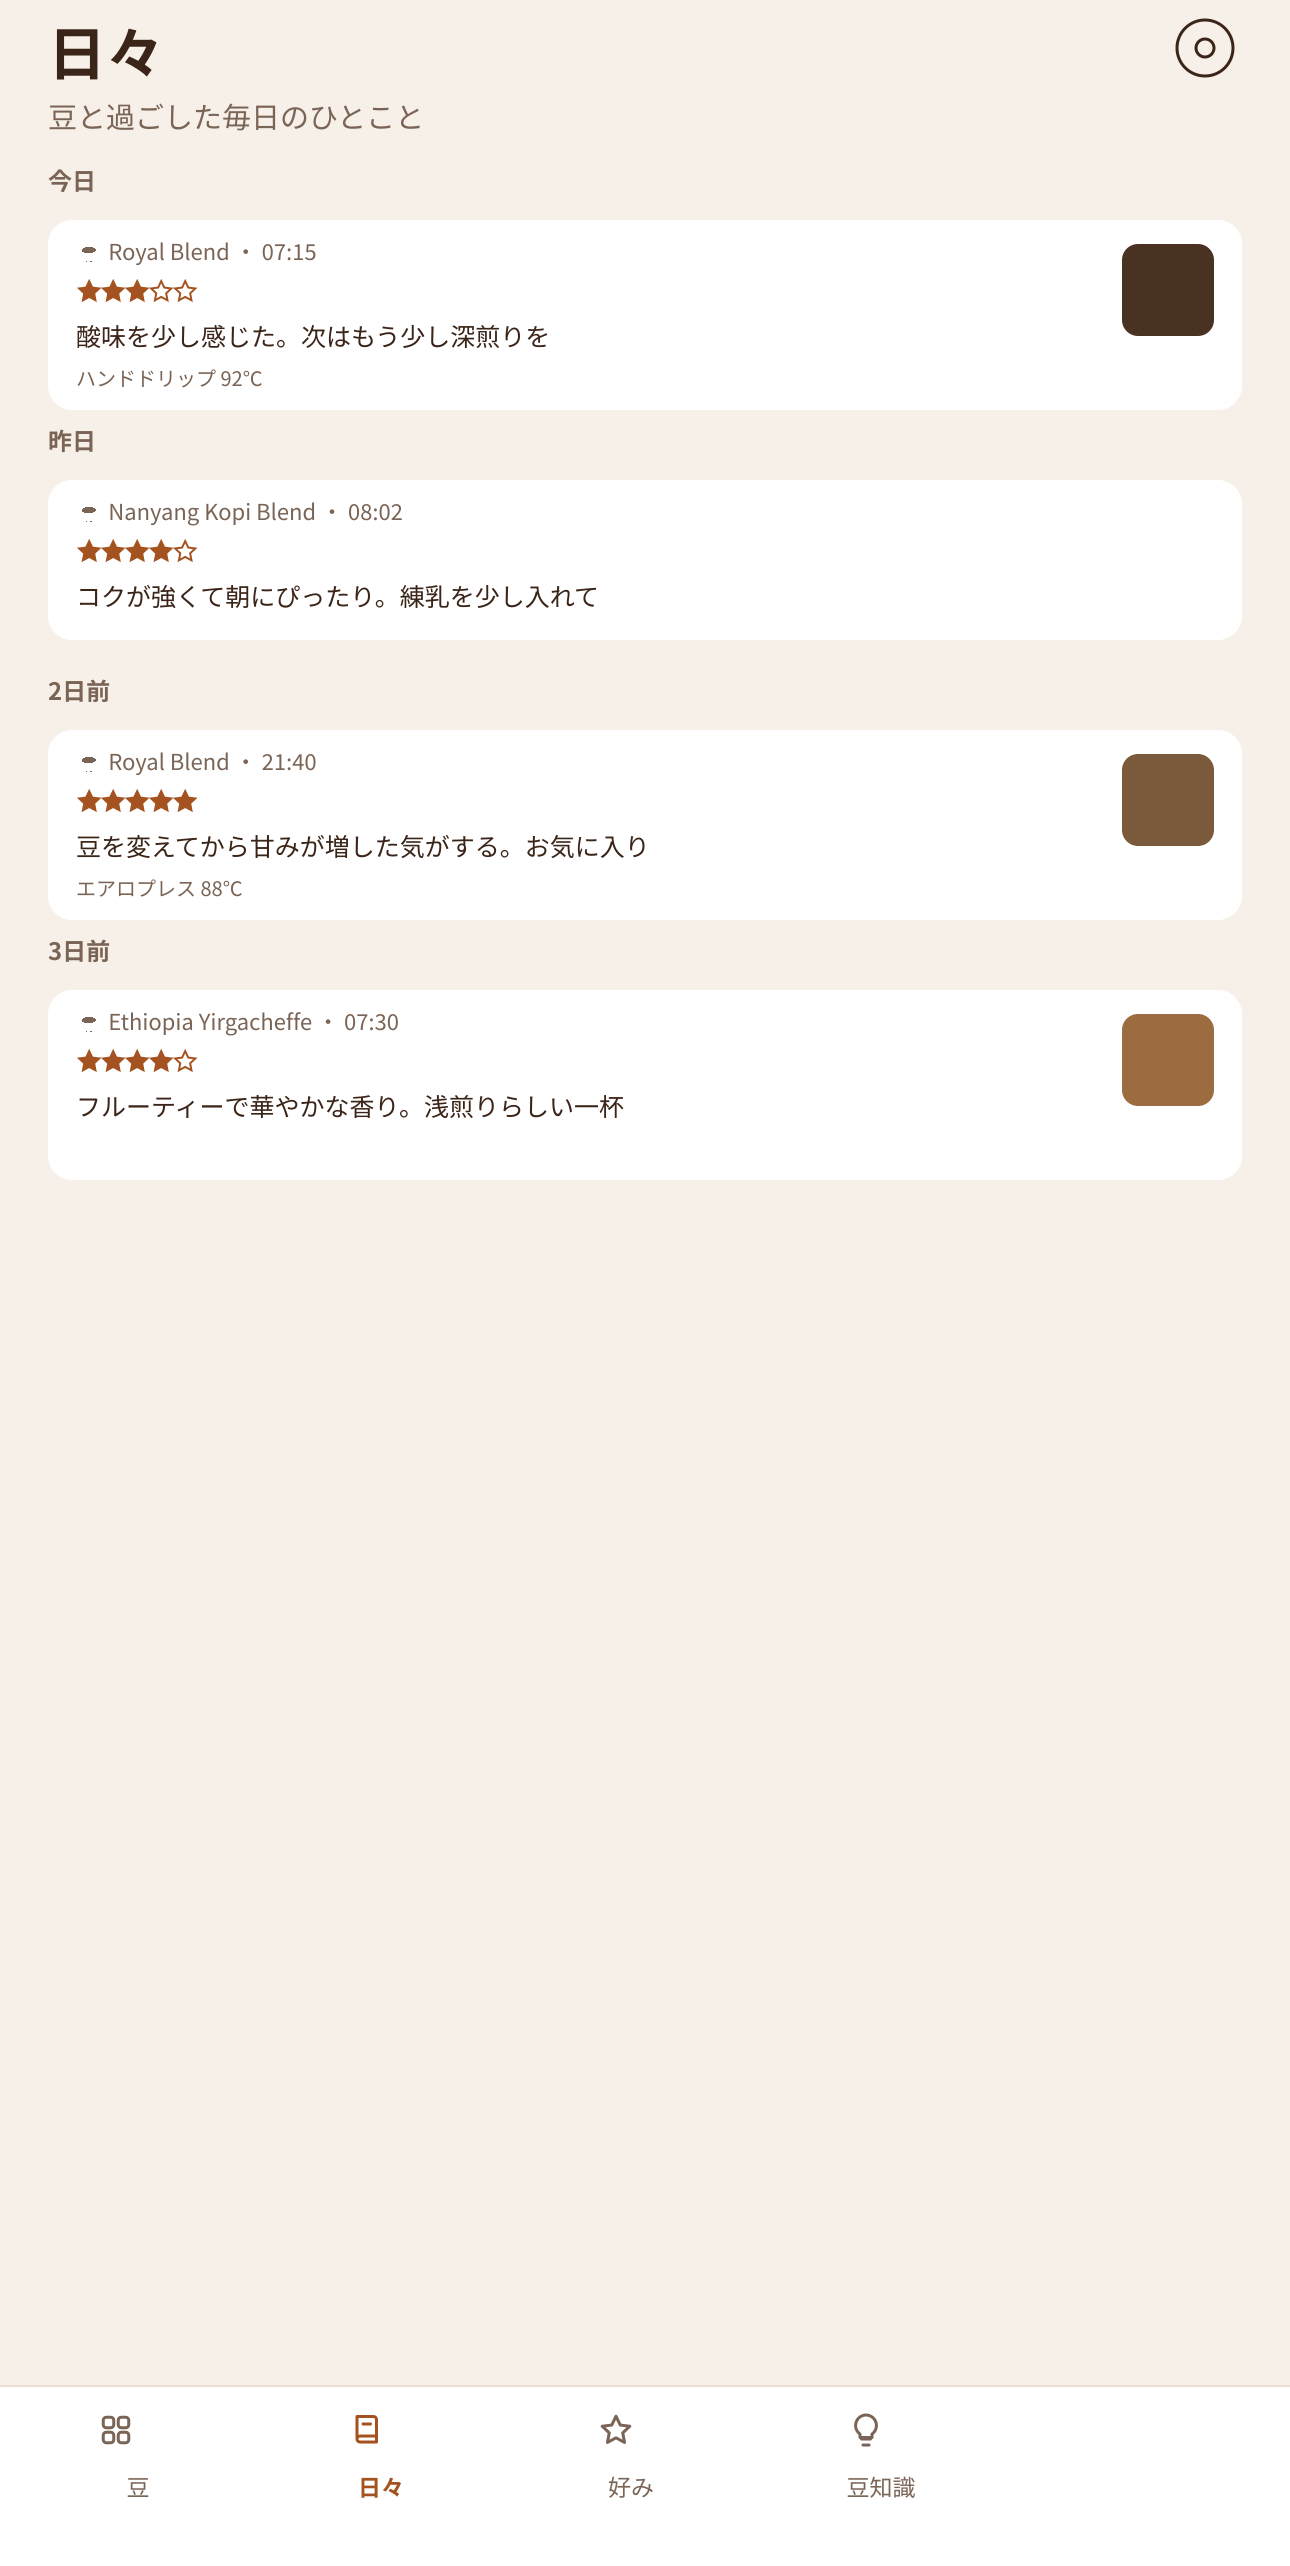 日々
豆と過ごした毎日のひとこと
今日
Royal Blend ・ 07:15
★★★☆☆
酸味を少し感じた。次はもう少し深煎りを
ハンドドリップ 92°C
昨日
Nanyang Kopi Blend ・ 08:02
★★★★☆
コクが強くて朝にぴったり。練乳を少し入れて
2日前
Royal Blend ・ 21:40
★★★★★
豆を変えてから甘みが増した気がする。お気に入り
エアロプレス 88°C
3日前
Ethiopia Yirgacheffe ・ 07:30
★★★★☆
フルーティーで華やかな香り。浅煎りらしい一杯
豆
日々
好み
豆知識